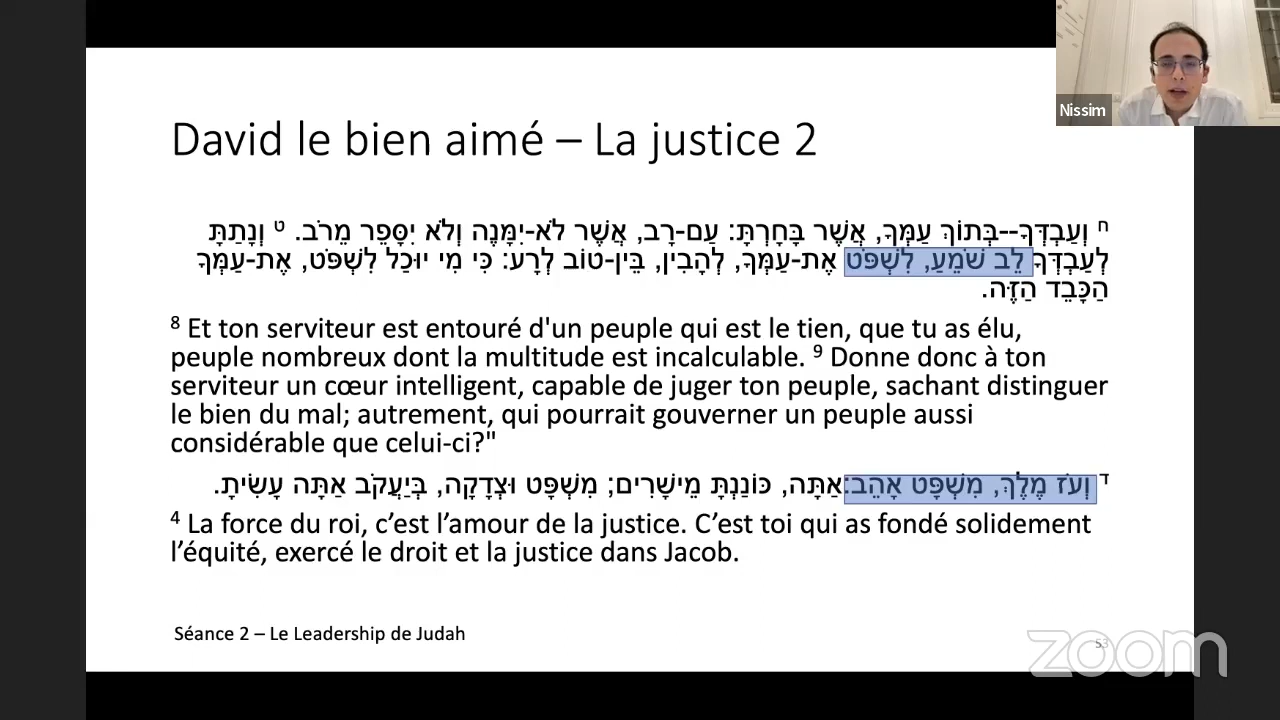 Nissim
David le bien aimé – La justice 2
ח וְעַבְדְּךָ--בְּתוֹךְ עַמְּךָ, אֲשֶׁר בָּחָרְתָּ: עַם-רָב, אֲשֶׁר לֹא-יִמָּנֶה וְלֹא יִסָּפֵר מֵרֹב. ט וְנָתַתָּ
לְעַבְדְּךָ לֵב שֹׁמֵעַ, לִשְׁפֹּט אֶת-עַמְּךָ, לְהָבִין, בֵּין-טוֹב לְרָע: כִּי מִי יוּכַל לִשְׁפֹּט, אֶת-עַמְּךָ
הַכָּבֵד הַזֶּה.
8 Et ton serviteur est entouré d'un peuple qui est le tien, que tu as élu,
peuple nombreux dont la multitude est incalculable. 9 Donne donc à ton
serviteur un cœur intelligent, capable de juger ton peuple, sachant distinguer
le bien du mal; autrement, qui pourrait gouverner un peuple aussi
considérable que celui-ci?"
ד וְעֹז מֶלֶךְ, מִשְׁפָּט אָהֵב: אַתָּה, כּוֹנַנְתָּ מֵישָׁרִים; מִשְׁפָּט וּצְדָקָה, בְּיַעֲקֹב אַתָּה עָשִׂיתָ.
4 La force du roi, c’est l’amour de la justice. C’est toi qui as fondé solidement
l’équité, exercé le droit et la justice dans Jacob.
Séance 2 – Le Leadership de Judah
53
zoom